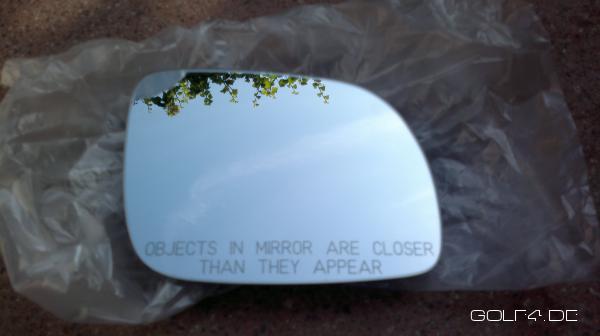 OBJECTS IN MIRROR ARE CLOSER
THAN THEY APPEAR
GOLF4.DE